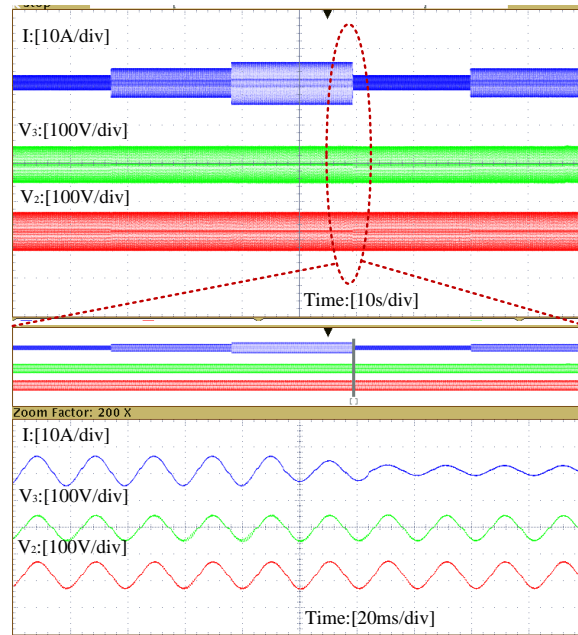 Stop
I:[10A/div]
V3:[100V/div]
V2:[100V/div]
Time:[10s/div]
Zoom Factor: 200 X
I:[10A/div]
V3:[100V/div]
V2:[100V/div]
Time:[20ms/div]